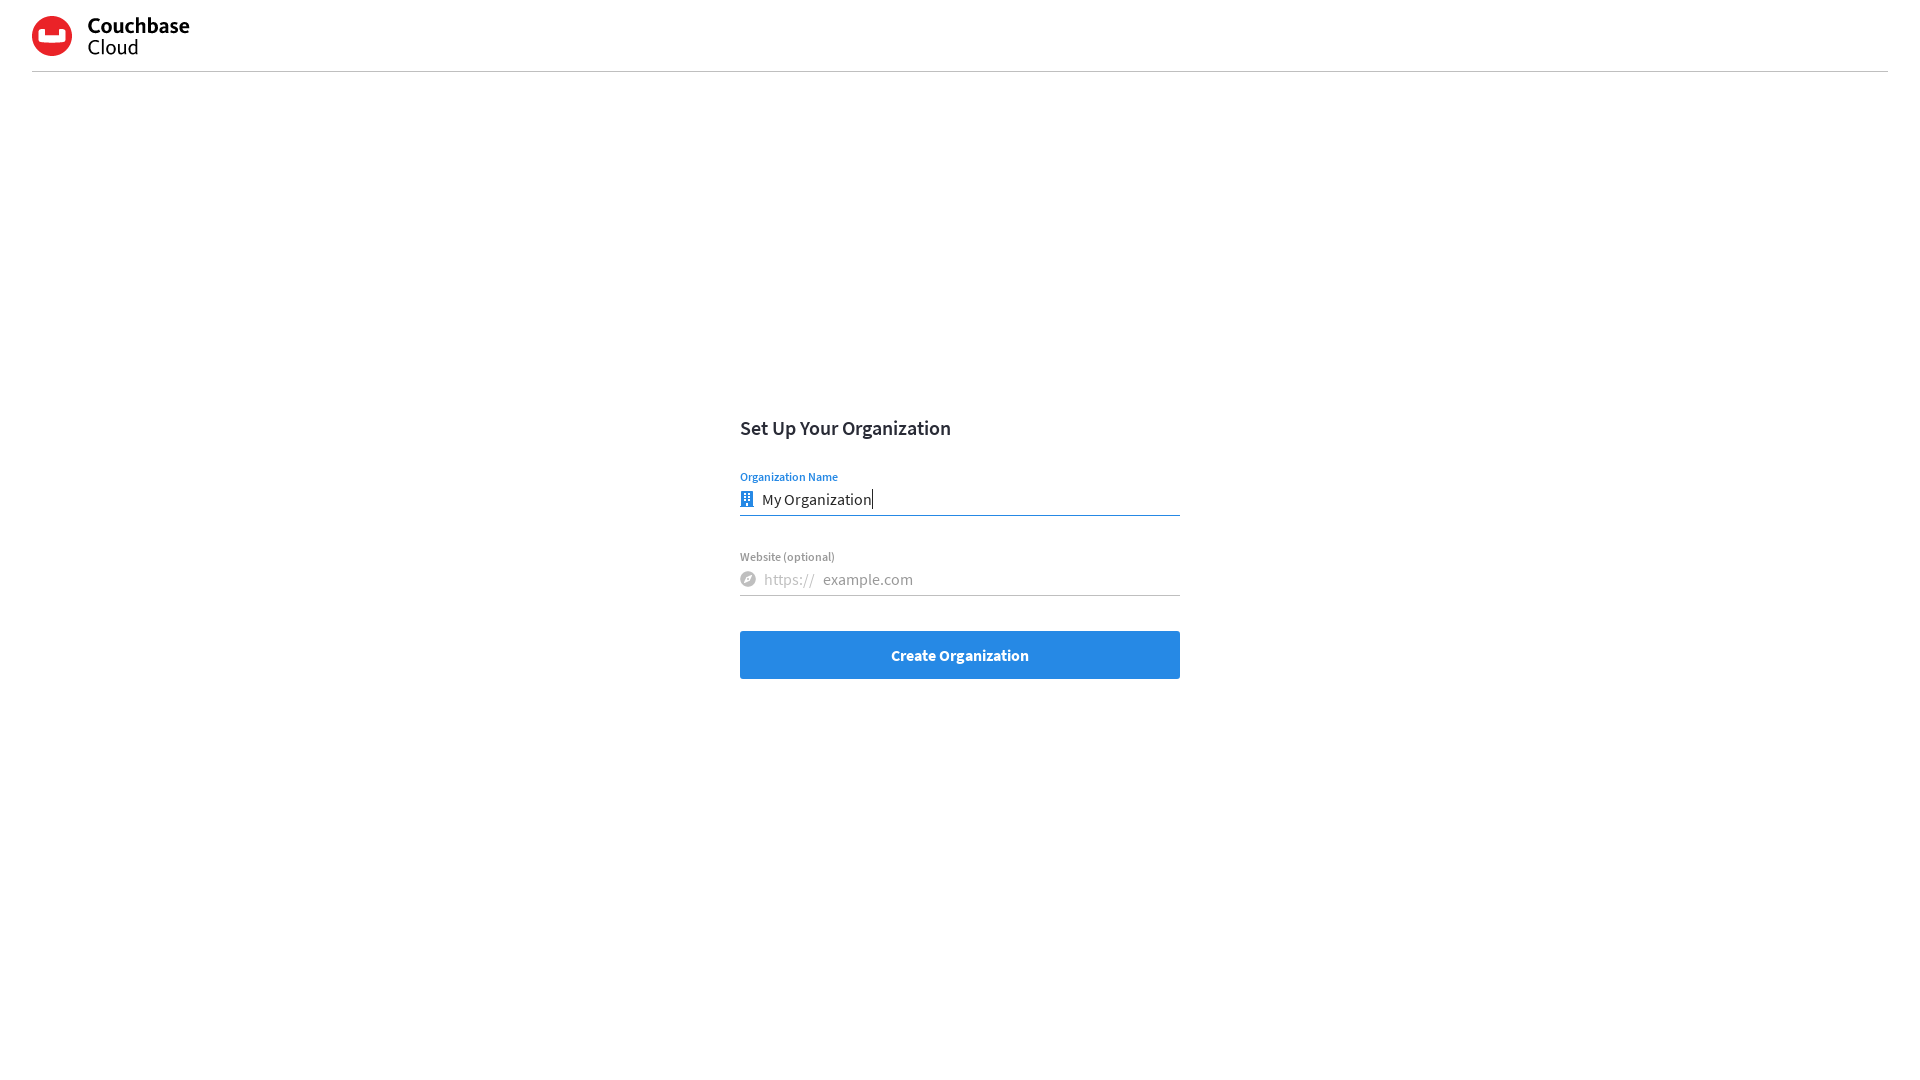 Couchbase
Cloud
Set Up Your Organization
Organization Name
My Organization
Website (optional)
https:// example.com
Create Organization